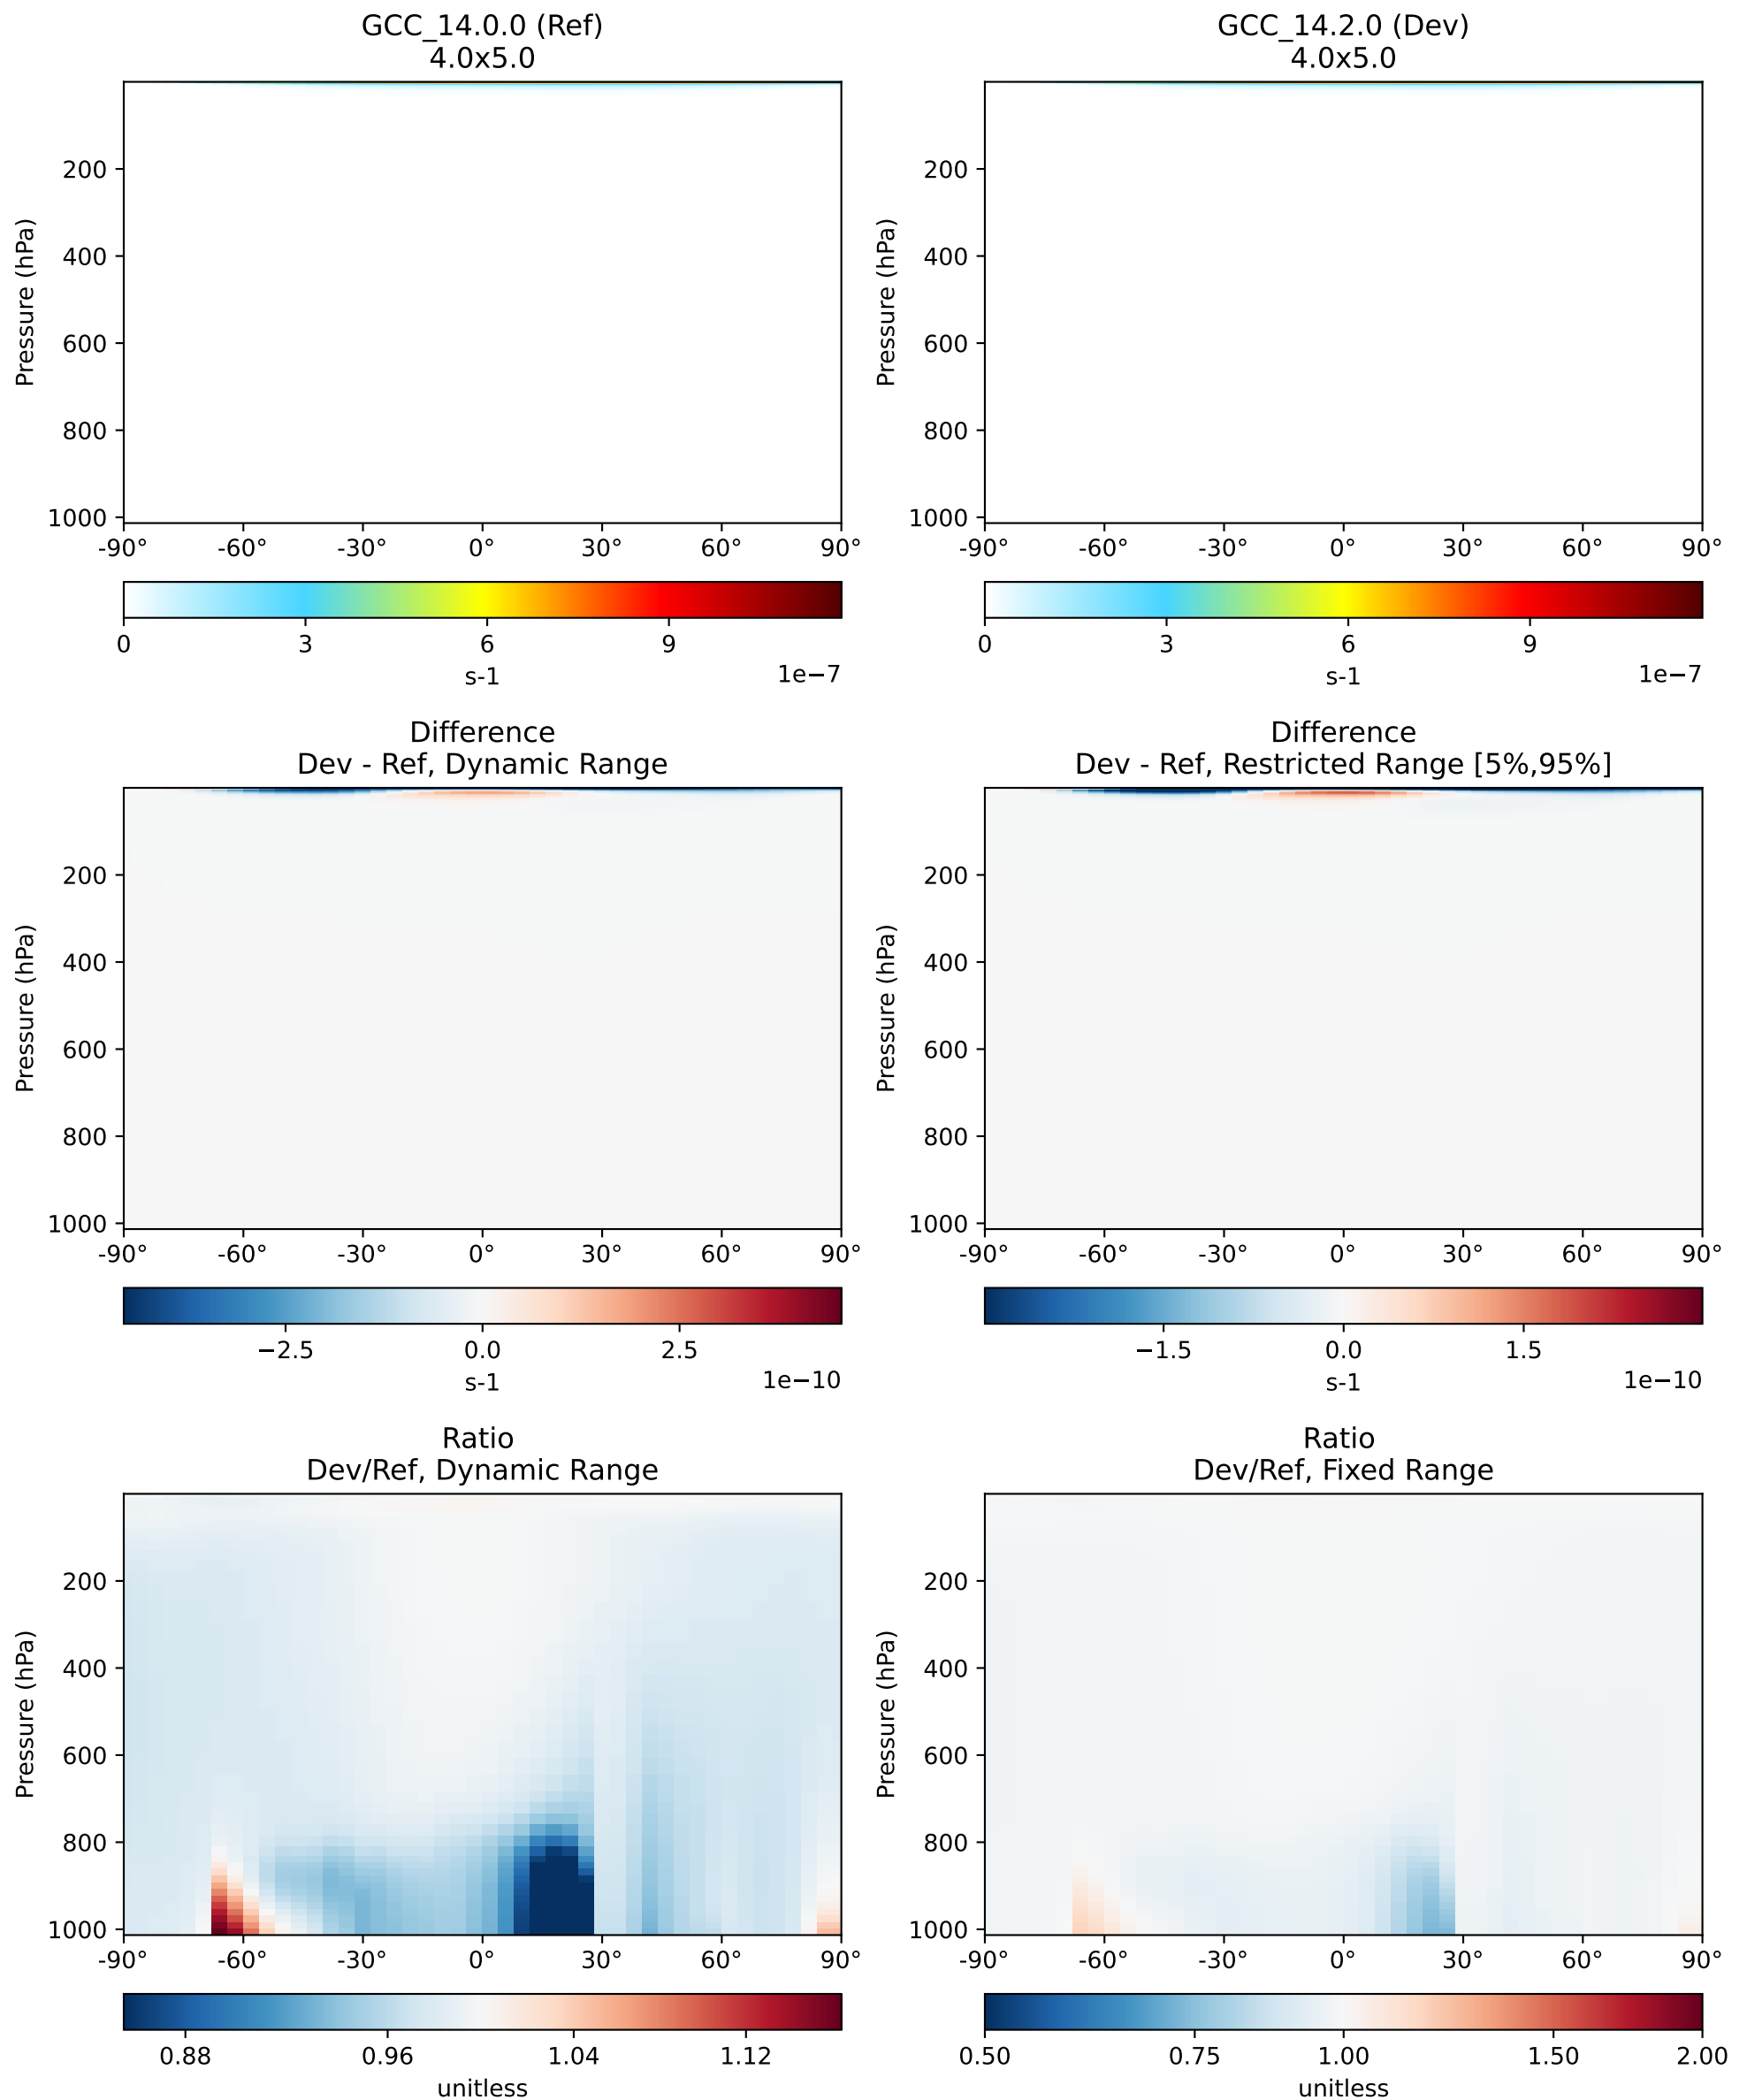 GCC_14.0.0 (Ref)
4.0x5.0
GCC_14.2.0 (Dev)
4.0x5.0
Pressure (hPa)
200
400
600
800
1000
-90° -60° -30° 0° 30° 60° 90°
0 3 6 9
s-1
1e−7
Pressure (hPa)
200
400
600
800
1000
-90° -60° -30° 0° 30° 60° 90°
0 3 6 9
s-1
1e−7
Difference
Dev - Ref, Dynamic Range
Difference
Dev - Ref, Restricted Range [5%,95%]
Pressure (hPa)
200
400
600
800
1000
-90° -60° -30° 0° 30° 60° 90°
−2.5 0.0 2.5
s-1
1e−10
Pressure (hPa)
200
400
600
800
1000
-90° -60° -30° 0° 30° 60° 90°
−1.5 0.0 1.5
s-1
1e−10
Ratio
Dev/Ref, Dynamic Range
Ratio
Dev/Ref, Fixed Range
Pressure (hPa)
200
400
600
800
1000
-90° -60° -30° 0° 30° 60° 90°
0.88 0.96 1.04 1.12
unitless
Pressure (hPa)
200
400
600
800
1000
-90° -60° -30° 0° 30° 60° 90°
0.50 0.75 1.00 1.50 2.00
unitless